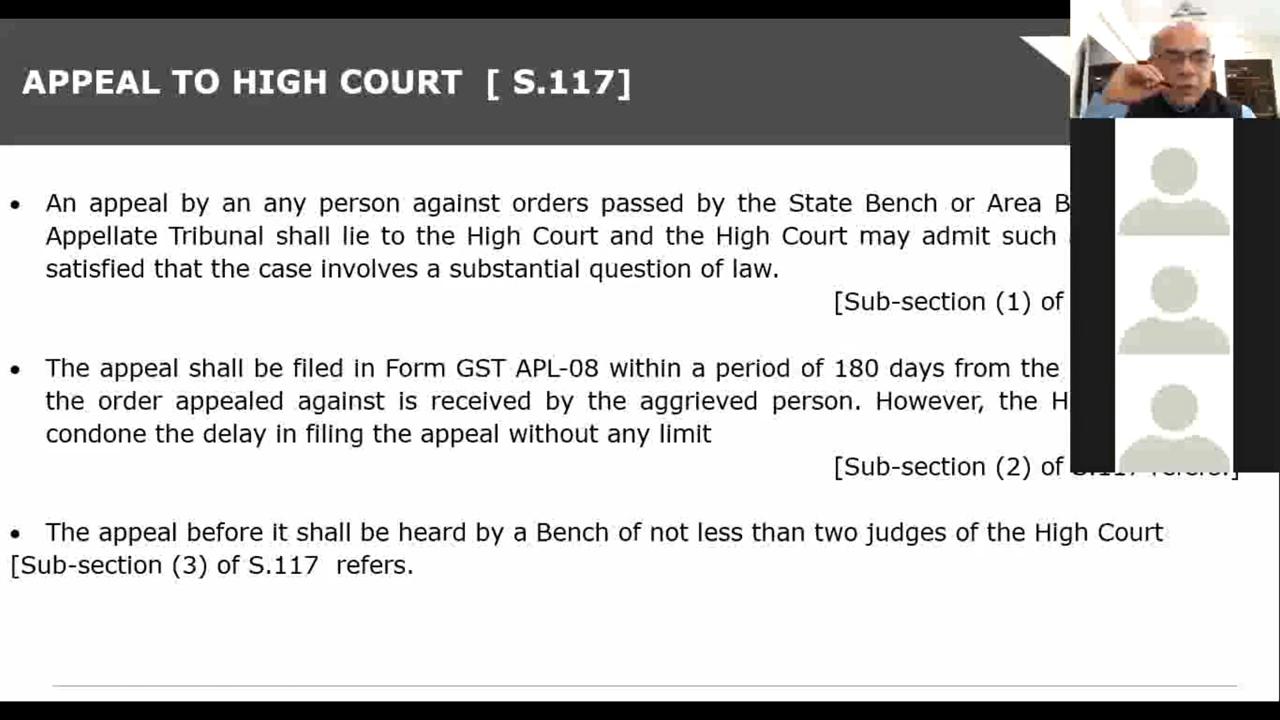 APPEAL TO HIGH COURT [ S.117]
• An appeal by an any person against orders passed by the State Bench or Area
Appellate Tribunal shall lie to the High Court and the High Court may admit such
satisfied that the case involves a substantial question of law.
[Sub-section (1) of
• The appeal shall be filed in Form GST APL-08 within a period of 180 days from the
the order appealed against is received by the aggrieved person. However, the
condone the delay in filing the appeal without any limit
[Sub-section (2) of
• The appeal before it shall be heard by a Bench of not less than two judges of the High Court
[Sub-section (3) of S.117 refers.